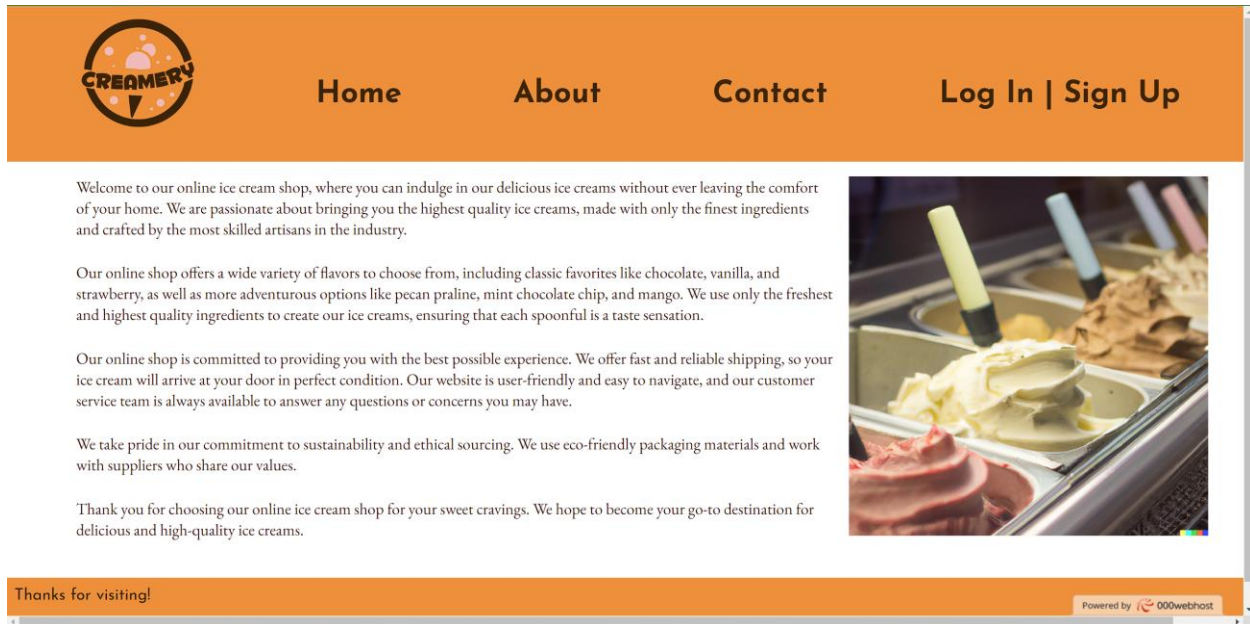 CREAMERY
Home
About
Contact
Log In | Sign Up
Welcome to our online ice cream shop, where you can indulge in our delicious ice creams without ever leaving the comfort
of your home. We are passionate about bringing you the highest quality ice creams, made with only the finest ingredients
and crafted by the most skilled artisans in the industry.
Our online shop offers a wide variety of flavors to choose from, including classic favorites like chocolate, vanilla, and
strawberry, as well as more adventurous options like pecan praline, mint chocolate chip, and mango. We use only the freshest
and highest quality ingredients to create our ice creams, ensuring that each spoonful is a taste sensation.
Our online shop is committed to providing you with the best possible experience. We offer fast and reliable shipping, so your
ice cream will arrive at your door in perfect condition. Our website is user-friendly and easy to navigate, and our customer
service team is always available to answer any questions or concerns you may have.
We take pride in our commitment to sustainability and ethical sourcing. We use eco-friendly packaging materials and work
with suppliers who share our values.
Thank you for choosing our online ice cream shop for your sweet cravings. We hope to become your go-to destination for
delicious and high-quality ice creams.
Thanks for visiting!
Powered by 000webhost